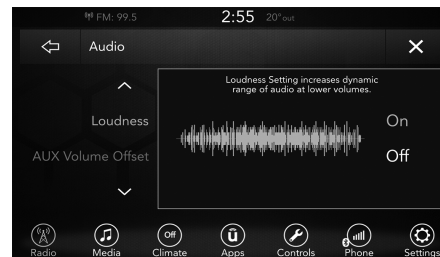 FM: 99.5
2:55
20° out
Audio
Loudness Setting increases dynamic
range of audio at lower volumes.
Loudness
On
AUX Volume Offset
Off
Off
Radio
Media
Climate
Apps
Controls
Phone
Settings